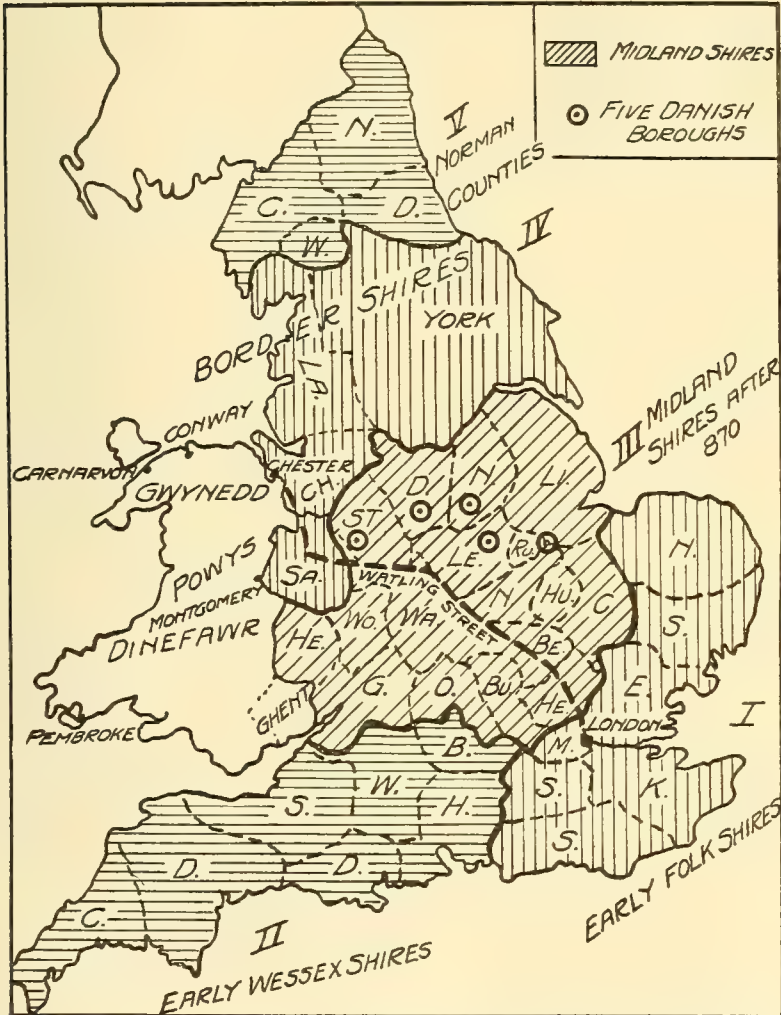 MIDLAND SHIRES
FIVE DANISH
BOROUGHS
N.
V
NORMAN
COUNTIES
C.
D.
W.
IV
BORDER SHIRES
YORK
LA.
III MIDLAND
SHIRES AFTER
870
CONWAY
CARNARVON
GWYNEDD
CHESTER
CH.
D.
N.
LI.
ST
LE.
RU.
N.
POWYS
SA.
WATLING STREET
N
HU.
C
S.
MONTGOMERY
DINEFAWR
HE.
WO.
WA.
BE.
GHENT
G.
O.
BU.
HE.
E.
LONDON
I
PEMBROKE
B.
M.
W.
S.
H.
S.
K.
S.
D.
D.
C.
EARLY FOLK SHIRES
II
EARLY WESSEX SHIRES